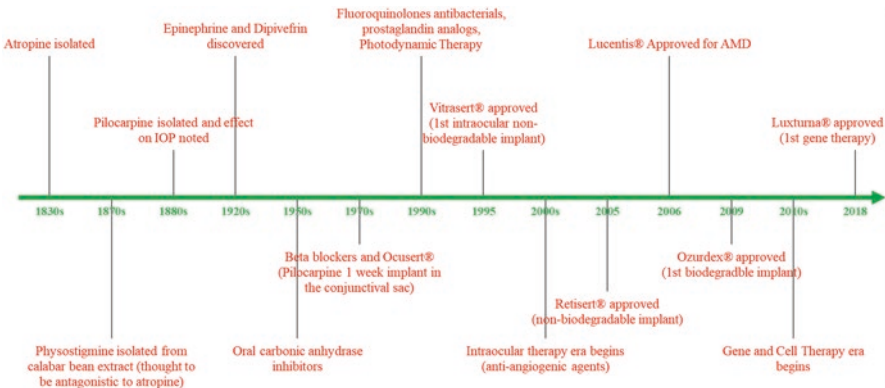 Atropine isolated
Epinephrine and Dipivefrin
discovered
Fluoroquinolones antibacterials,
prostaglandin analogs,
Photodynamic Therapy
Lucentis® Approved for AMD
Pilocarpine isolated and effect
on IOP noted
Vitrasert® approved
(1st intraocular non-
biodegradable implant)
Luxturna® approved
(1st gene therapy)
1830s
1870s
1880s
1920s
1950s
1970s
1990s
1995
2000s
2005
2006
2009
2010s
2018
Beta blockers and Ocusert®
(Pilocarpine 1 week implant in
the conjunctival sac)
Ozurdex® approved
(1st biodegradble implant)
Retisert® approved
(non-biodegradable implant)
Physostigmine isolated from
calabar bean extract (thought to
be antagonistic to atropine)
Oral carbonic anhydrase
inhibitors
Intraocular therapy era begins
(anti-angiogenic agents)
Gene and Cell Therapy era
begins